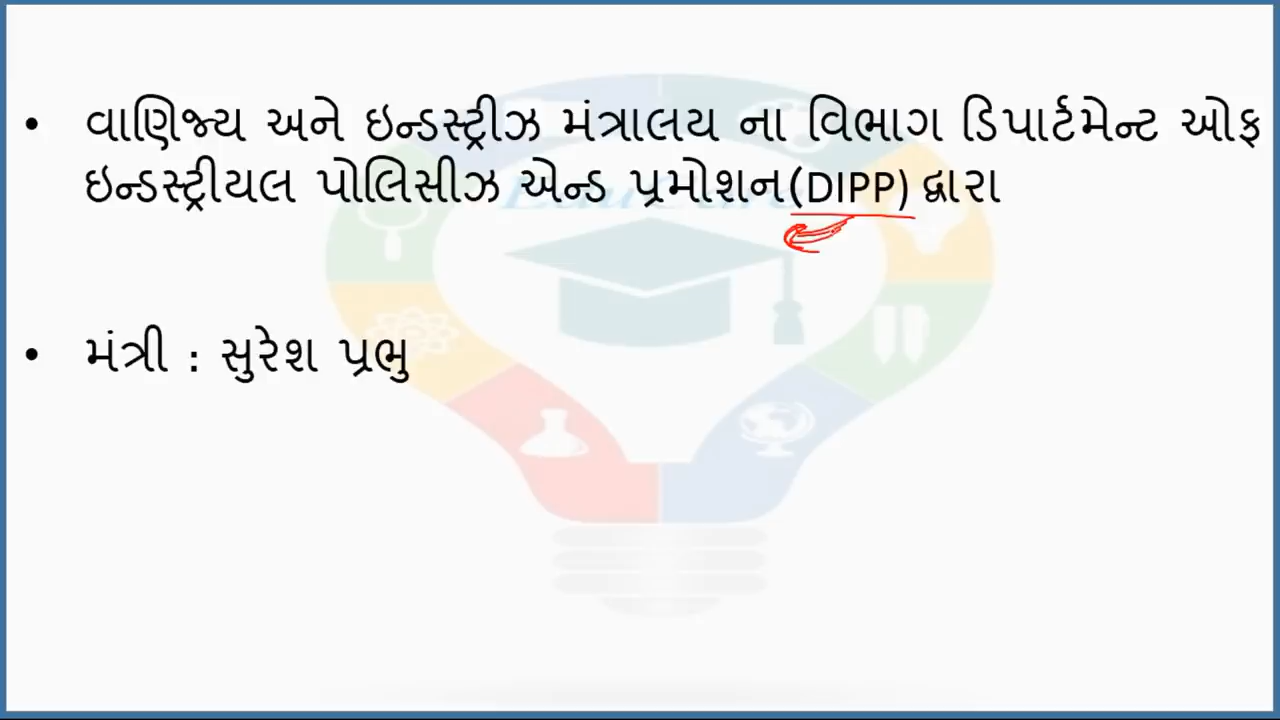 • વાણિજ્ય અને ઇન્ડસ્ટ્રીઝ મંત્રાલય ના વિભાગ ડિપાર્ટમેન્ટ ઓફ
ઇન્ડસ્ટ્રીયલ પોલિસીઝ એન્ડ પ્રમોશન(DIPP) દ્વારા
• મંત્રી : સુરેશ પ્રભુ